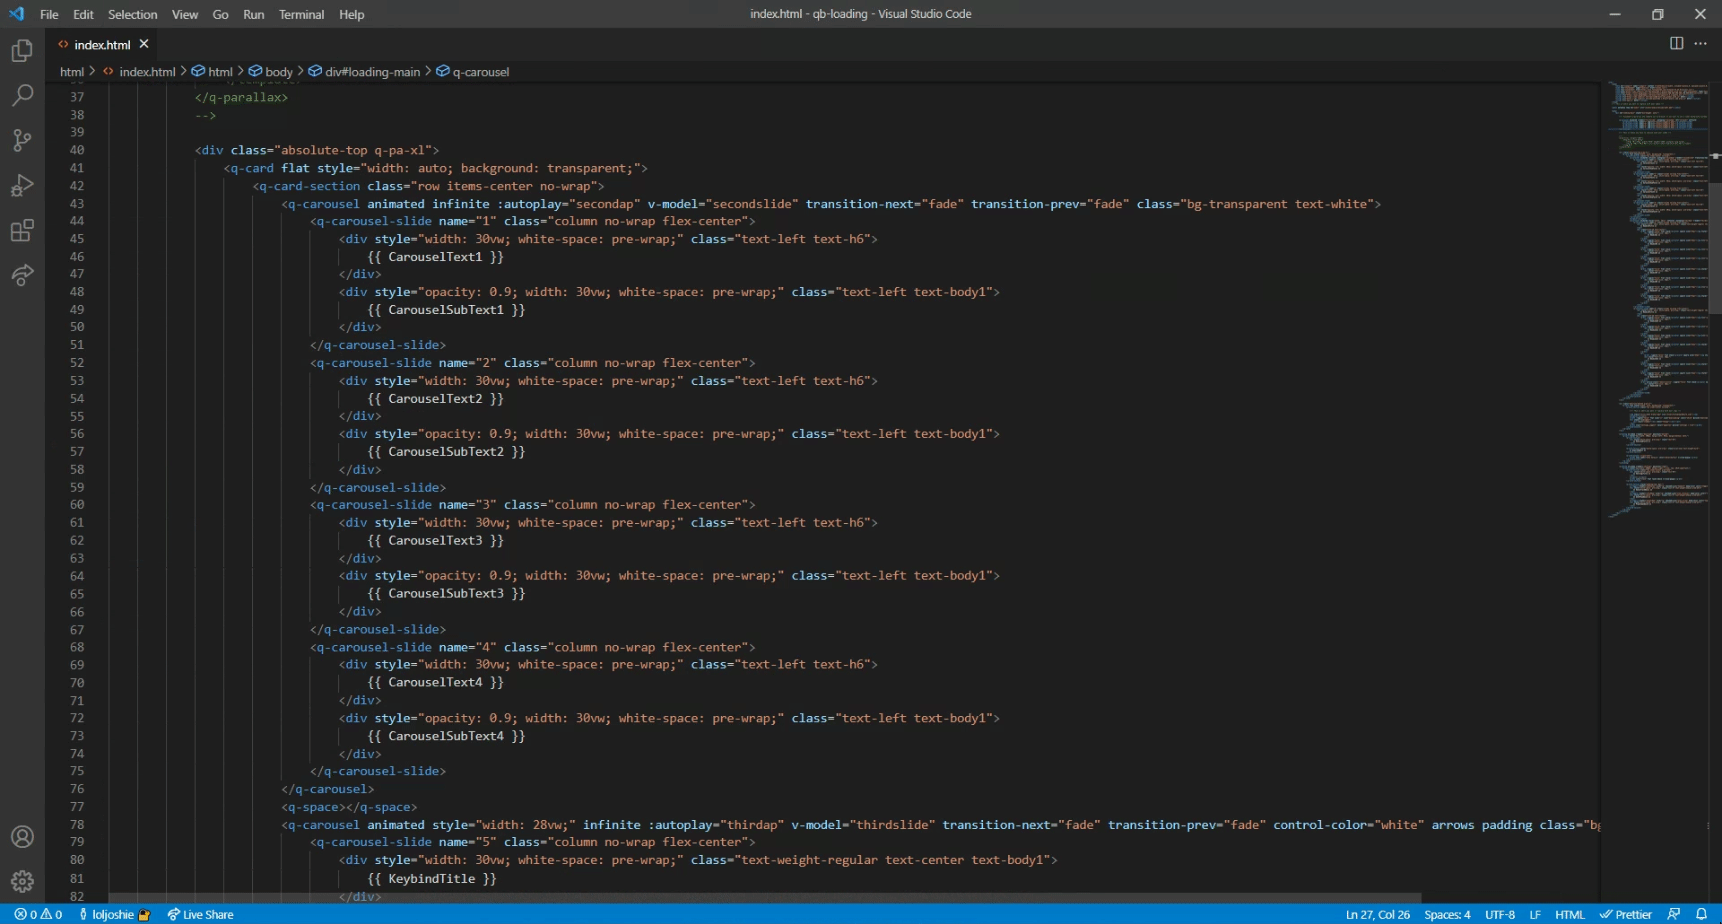 File Edit Selection View Go Run Terminal Help
index.html - qb-loading - Visual Studio Code
index.html
html > index.html > html > body > div#loading-main > q-carousel
37 </q-parallax>
38 -->
39
40 <div class="absolute-top q-pa-xl">
41 <q-card flat style="width: auto; background: transparent;">
42 <q-card-section class="row items-center no-wrap">
43 <q-carousel animated infinite :autoplay="secondap" v-model="secondslide" transition-next="fade" transition-prev="fade" class="bg-transparent text-white">
44 <q-carousel-slide name="1" class="column no-wrap flex-center">
45 <div style="width: 30vw; white-space: pre-wrap;" class="text-left text-h6">
46 {{ CarouselText1 }}
47 </div>
48 <div style="opacity: 0.9; width: 30vw; white-space: pre-wrap;" class="text-left text-body1">
49 {{ CarouselSubText1 }}
50 </div>
51 </q-carousel-slide>
52 <q-carousel-slide name="2" class="column no-wrap flex-center">
53 <div style="width: 30vw; white-space: pre-wrap;" class="text-left text-h6">
54 {{ CarouselText2 }}
55 </div>
56 <div style="opacity: 0.9; width: 30vw; white-space: pre-wrap;" class="text-left text-body1">
57 {{ CarouselSubText2 }}
58 </div>
59 </q-carousel-slide>
60 <q-carousel-slide name="3" class="column no-wrap flex-center">
61 <div style="width: 30vw; white-space: pre-wrap;" class="text-left text-h6">
62 {{ CarouselText3 }}
63 </div>
64 <div style="opacity: 0.9; width: 30vw; white-space: pre-wrap;" class="text-left text-body1">
65 {{ CarouselSubText3 }}
66 </div>
67 </q-carousel-slide>
68 <q-carousel-slide name="4" class="column no-wrap flex-center">
69 <div style="width: 30vw; white-space: pre-wrap;" class="text-left text-h6">
70 {{ CarouselText4 }}
71 </div>
72 <div style="opacity: 0.9; width: 30vw; white-space: pre-wrap;" class="text-left text-body1">
73 {{ CarouselSubText4 }}
74 </div>
75 </q-carousel-slide>
76 </q-carousel>
77 <q-space></q-space>
78 <q-carousel animated style="width: 28vw;" infinite :autoplay="thirdap" v-model="thirdslide" transition-next="fade" transition-prev="fade" control-color="white" arrows padding class="b
79 <q-carousel-slide name="5" class="column no-wrap flex-center">
80 <div style="width: 30vw; white-space: pre-wrap;" class="text-weight-regular text-center text-body1">
81 {{ KeybindTitle }}
82 </div>
0 0 loljoshie Live Share Ln 27, Col 26 Spaces: 4 UTF-8 LF HTML Prettier